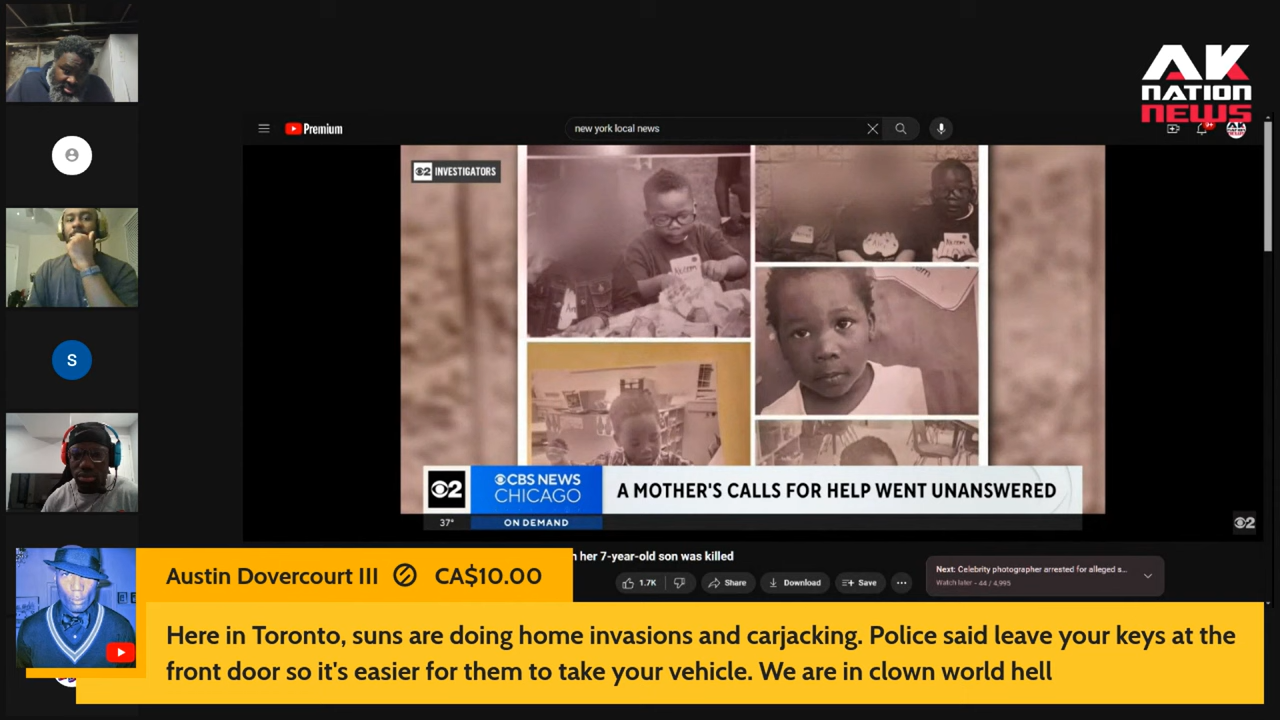 AK
NATION
NEWS
Premium
new york local news
9+
2 INVESTIGATORS
Akeem
S
2
CBS NEWS
CHICAGO
A MOTHER'S CALLS FOR HELP WENT UNANSWERED
37°
ON DEMAND
2
her 7-year-old son was killed
1.7K
Share
Download
Save
Next: Celebrity photographer arrested for alleged s...
Watch later - 44 / 4,995
Austin Dovercourt III
CA$10.00
Here in Toronto, suns are doing home invasions and carjacking. Police said leave your keys at the
front door so it's easier for them to take your vehicle. We are in clown world hell